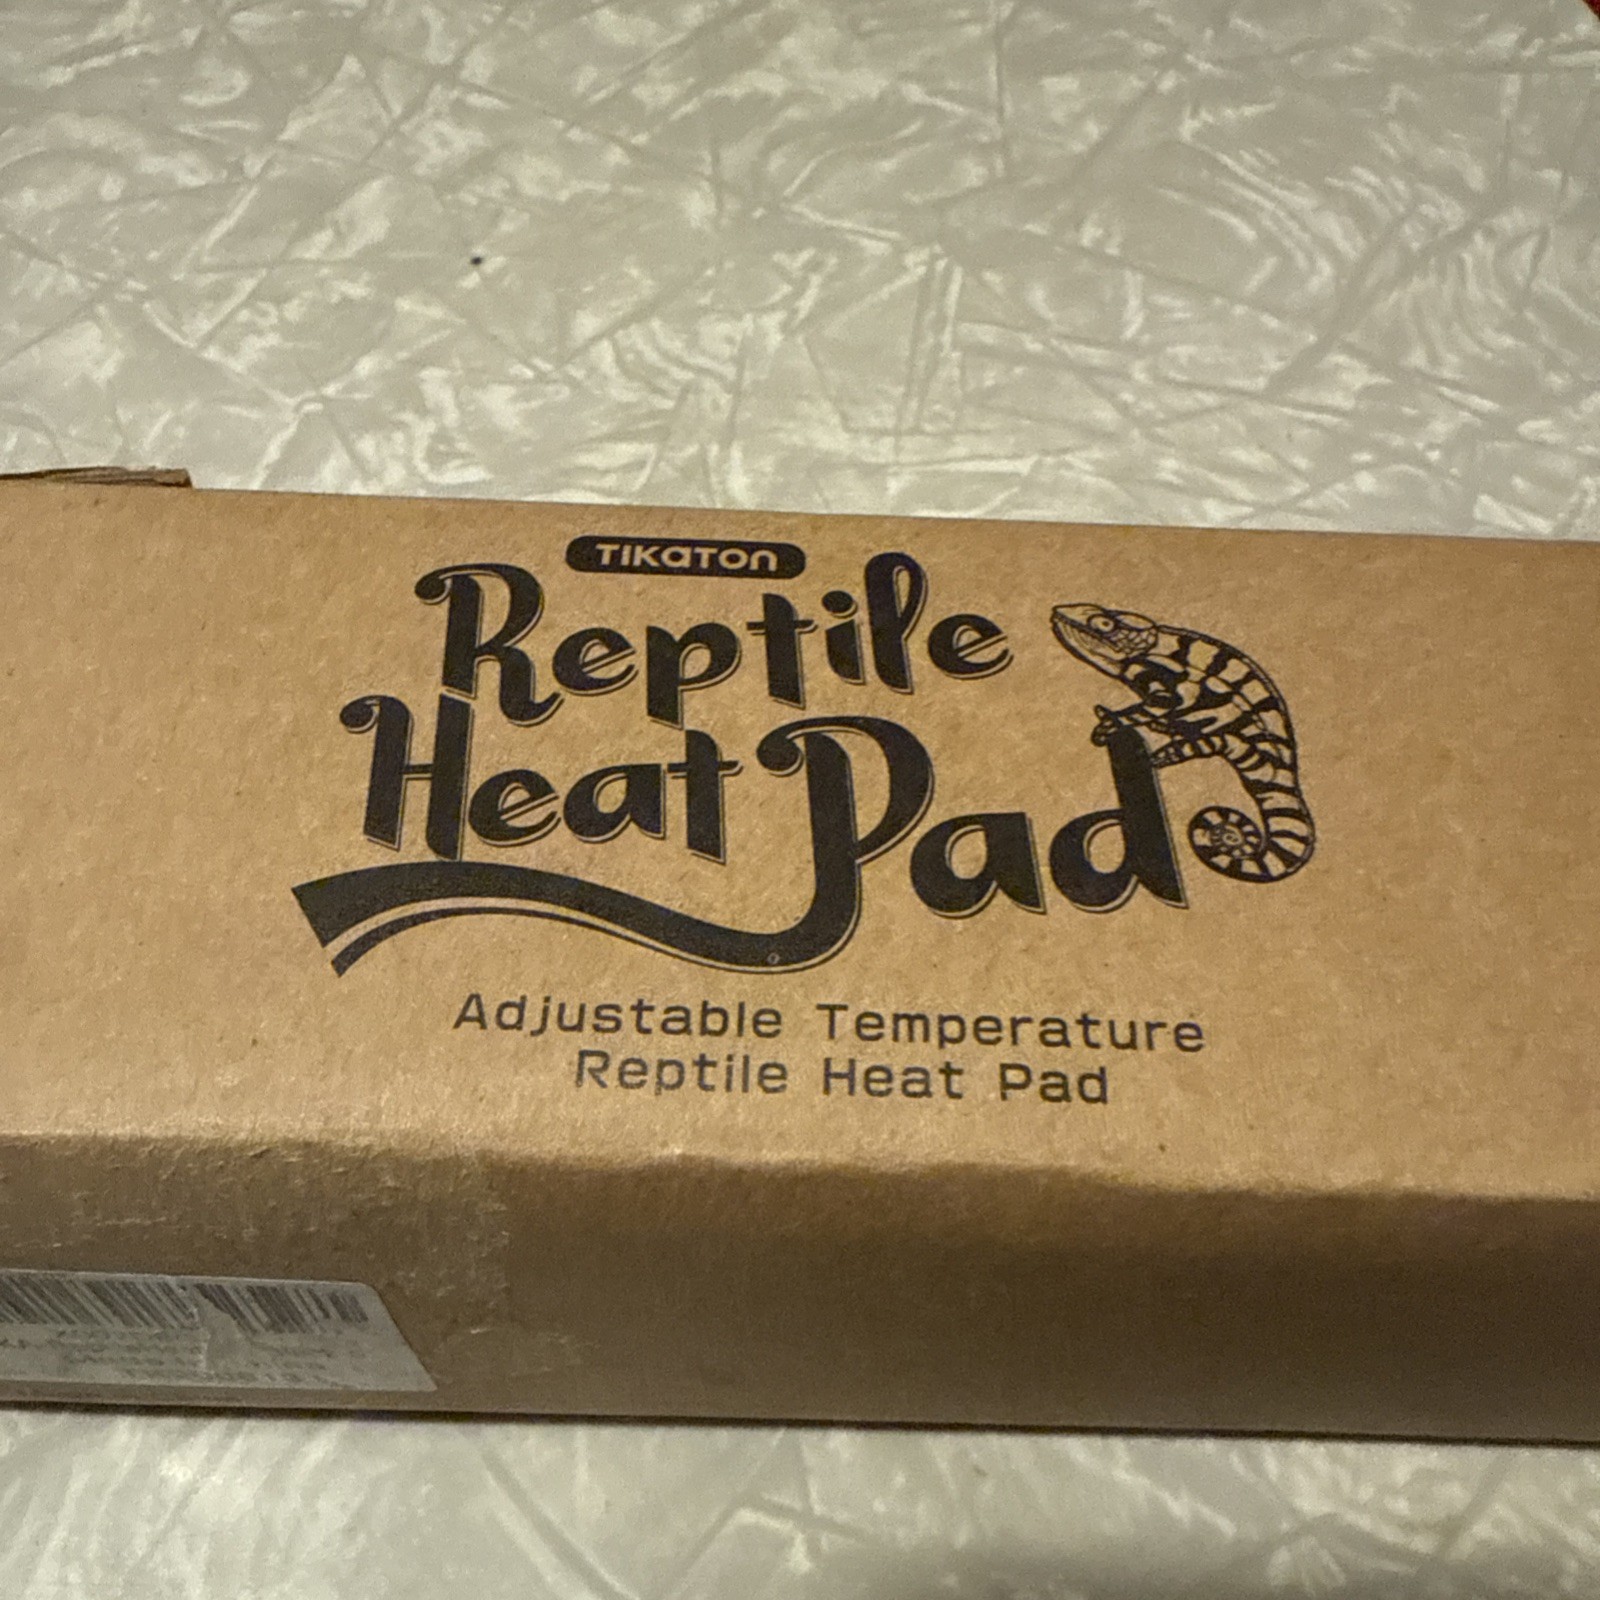 TIKATON
Reptile
Heat Pad
Adjustable Temperature
Reptile Heat Pad